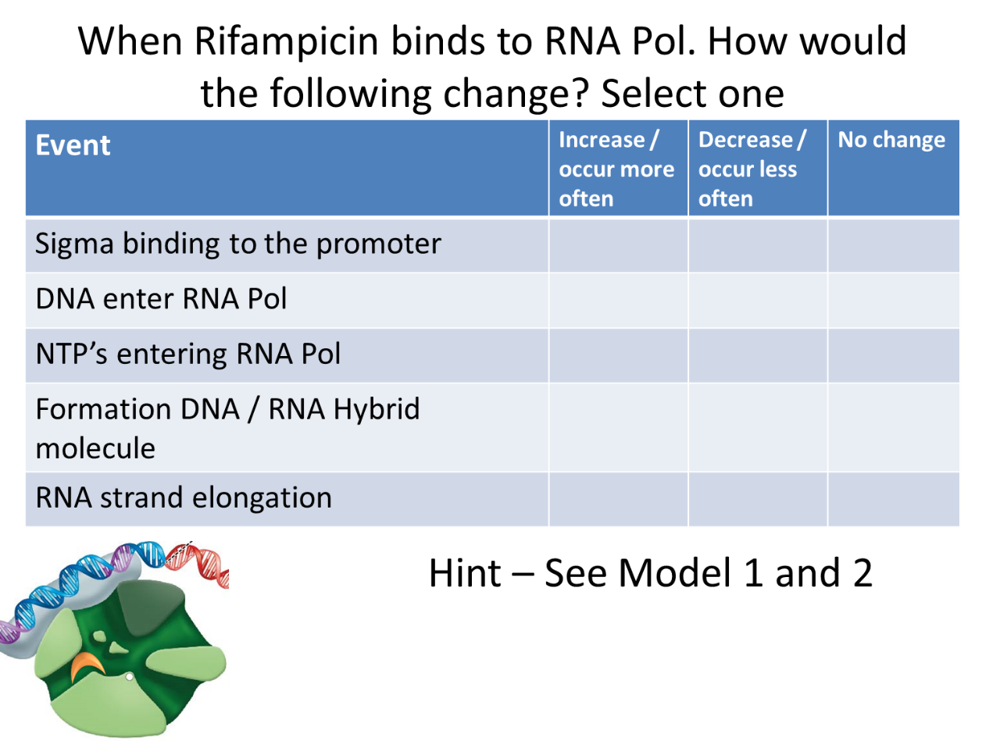 When Rifampicin binds to RNA Pol. How would
the following change? Select one
Event
Increase /
occur more
often
Decrease /
occur less
often
No change
Sigma binding to the promoter
DNA enter RNA Pol
NTP’s entering RNA Pol
Formation DNA / RNA Hybrid
molecule
RNA strand elongation
Hint – See Model 1 and 2